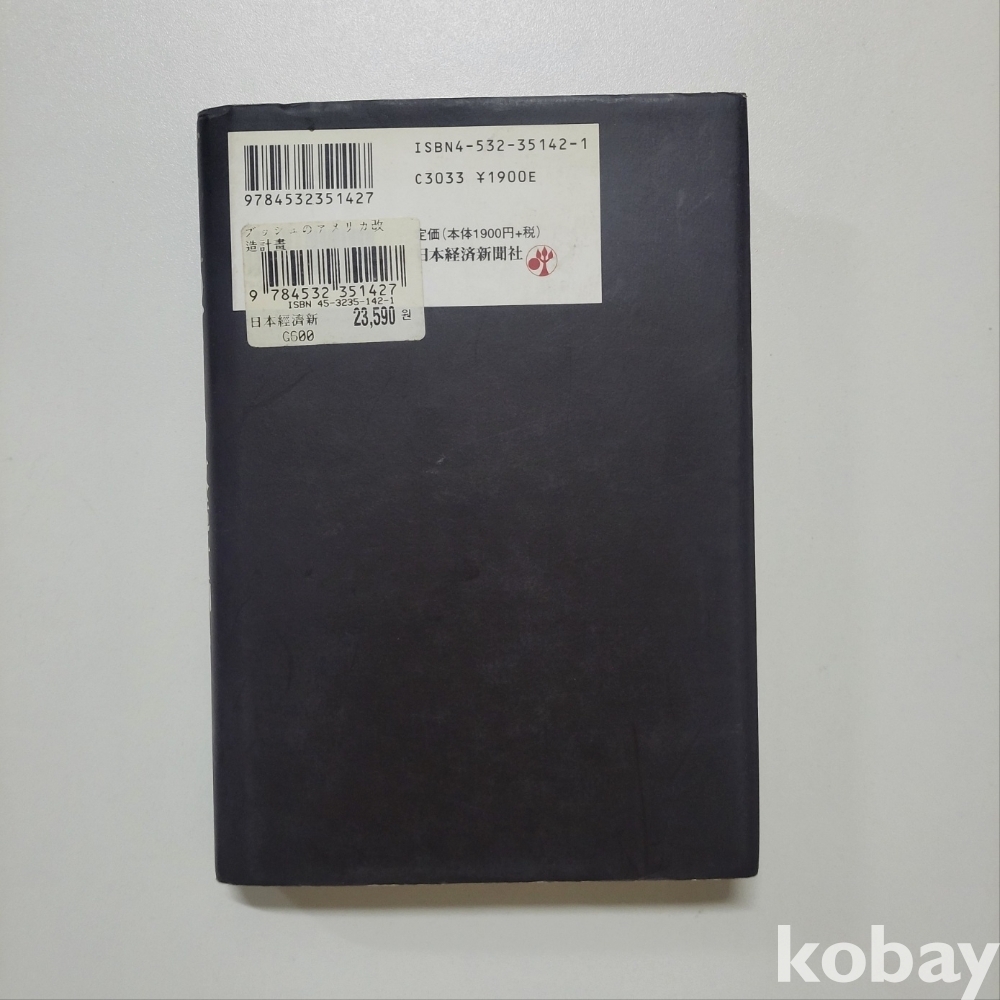 ISBN4-532-35142-1
C3033 ¥1900E
9784532351427
定価(本体1900円+税)
日本経済新聞社
ブッシュのアメリカ改
造計畵
9 784532 351427
ISBN 45-3235-142-1
日本經済新 23,590 원
G600
kobay